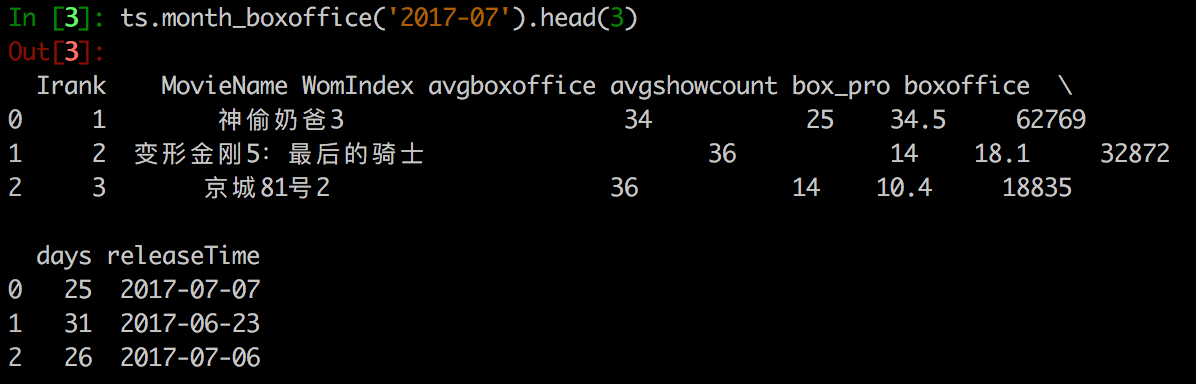 In [3]: ts.month_boxoffice('2017-07').head(3)
Out[3]:
  Irank    MovieName WomIndex avgboxoffice avgshowcount box_pro boxoffice  \
0     1        神偷奶爸3                    34           25    34.5     62769
1     2  变形金刚5：最后的骑士                    36           14    18.1     32872
2     3       京城81号2                    36           14    10.4     18835

  days releaseTime
0   25  2017-07-07
1   31  2017-06-23
2   26  2017-07-06